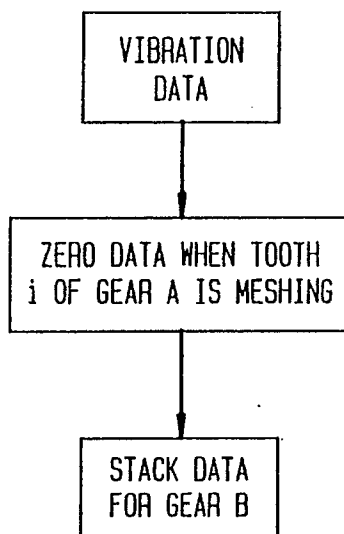 VIBRATION
DATA
ZERO DATA WHEN TOOTH
i OF GEAR A IS MESHING
STACK DATA
FOR GEAR B